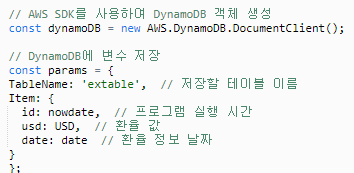 // AWS SDK를 사용하여 DynamoDB 객체 생성
const dynamoDB = new AWS.DynamoDB.DocumentClient();
// DynamoDB에 변수 저장
const params = {
TableName: 'extable',  // 저장할 테이블 이름
Item: {
  id: nowdate,  // 프로그램 실행 시간
  usd: USD,  // 환율 값
  date: date  // 환율 정보 날짜
}
};